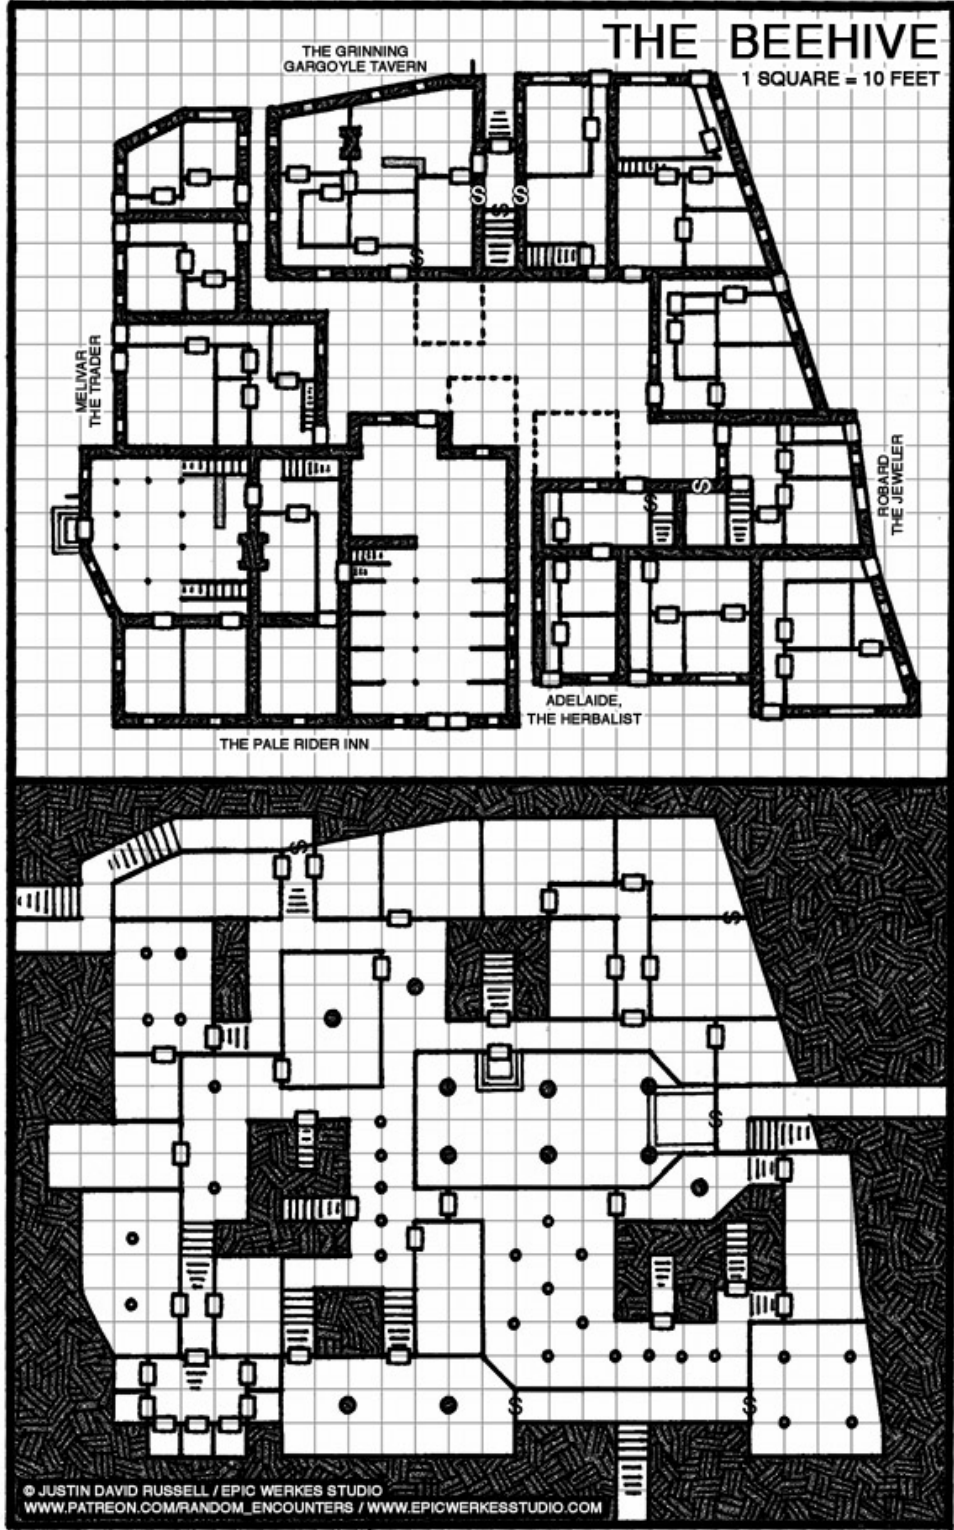 THE BEEHIVE
1 SQUARE = 10 FEET
THE GRINNING
GARGOYLE TAVERN
MELIVAR
THE TRADER
ROBARD
THE JEWELER
ADELAIDE,
THE HERBALIST
THE PALE RIDER INN
S
S
S
S
S
S
S
S
S
S
S
© JUSTIN DAVID RUSSELL / EPIC WERKES STUDIO
WWW.PATREON.COM/RANDOM_ENCOUNTERS / WWW.EPICWERKESSTUDIO.COM